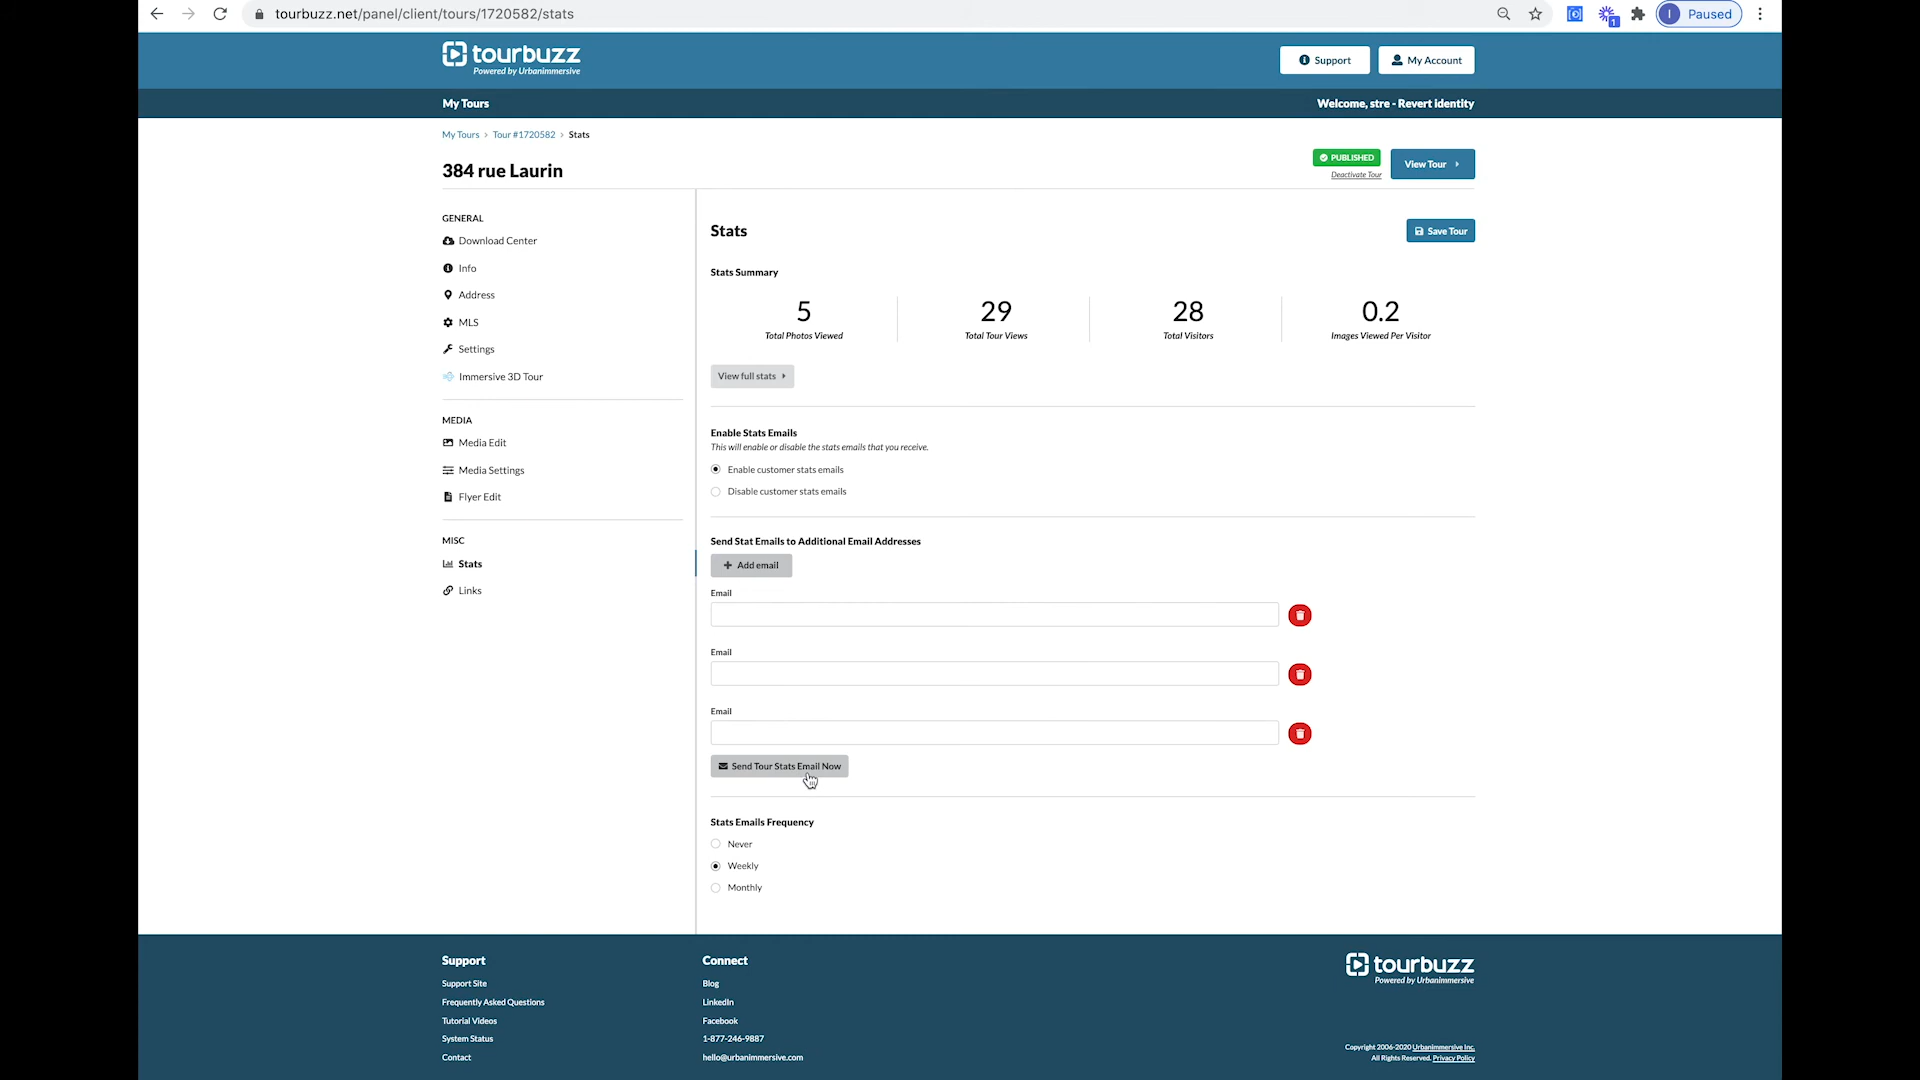 tourbuzz.net/panel/client/tours/1720582/stats
1
I
Paused
tourbuzz
Powered by Urbanimmersive
Support
My Account
My Tours
Welcome, stre - Revert identity
My Tours › Tour #1720582 › Stats
384 rue Laurin
PUBLISHED
Deactivate Tour
View Tour
GENERAL
Download Center
Info
Address
MLS
Settings
Immersive 3D Tour
MEDIA
Media Edit
Media Settings
Flyer Edit
MISC
Stats
Links
Stats
Save Tour
Stats Summary
5
Total Photos Viewed
29
Total Tour Views
28
Total Visitors
0.2
Images Viewed Per Visitor
View full stats
Enable Stats Emails
This will enable or disable the stats emails that you receive.
Enable customer stats emails
Disable customer stats emails
Send Stat Emails to Additional Email Addresses
+ Add email
Email
Email
Email
Send Tour Stats Email Now
Stats Emails Frequency
Never
Weekly
Monthly
Support
Support Site
Frequently Asked Questions
Tutorial Videos
System Status
Contact
Connect
Blog
LinkedIn
Facebook
1-877-246-9887
hello@urbanimmersive.com
tourbuzz
Powered by Urbanimmersive
Copyright 2006-2020 Urbanimmersive Inc.
All Rights Reserved. Privacy Policy